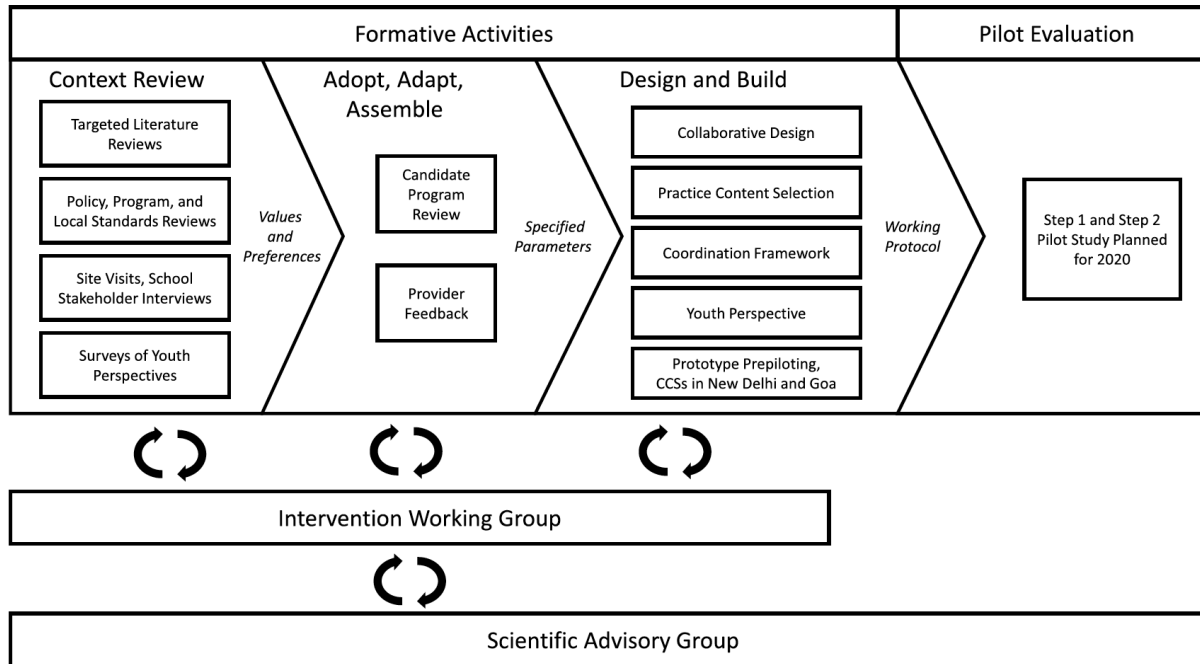 Formative Activities
Pilot Evaluation
Context Review
Targeted Literature
Reviews
Policy, Program, and
Local Standards Reviews
Site Visits, School
Stakeholder Interviews
Surveys of Youth
Perspectives
Values
and
Preferences
Adopt, Adapt,
Assemble
Candidate
Program
Review
Provider
Feedback
Specified
Parameters
Design and Build
Collaborative Design
Practice Content Selection
Coordination Framework
Youth Perspective
Prototype Prepiloting,
CCSs in New Delhi and Goa
Working
Protocol
Step 1 and Step 2
Pilot Study Planned
for 2020
Intervention Working Group
Scientific Advisory Group